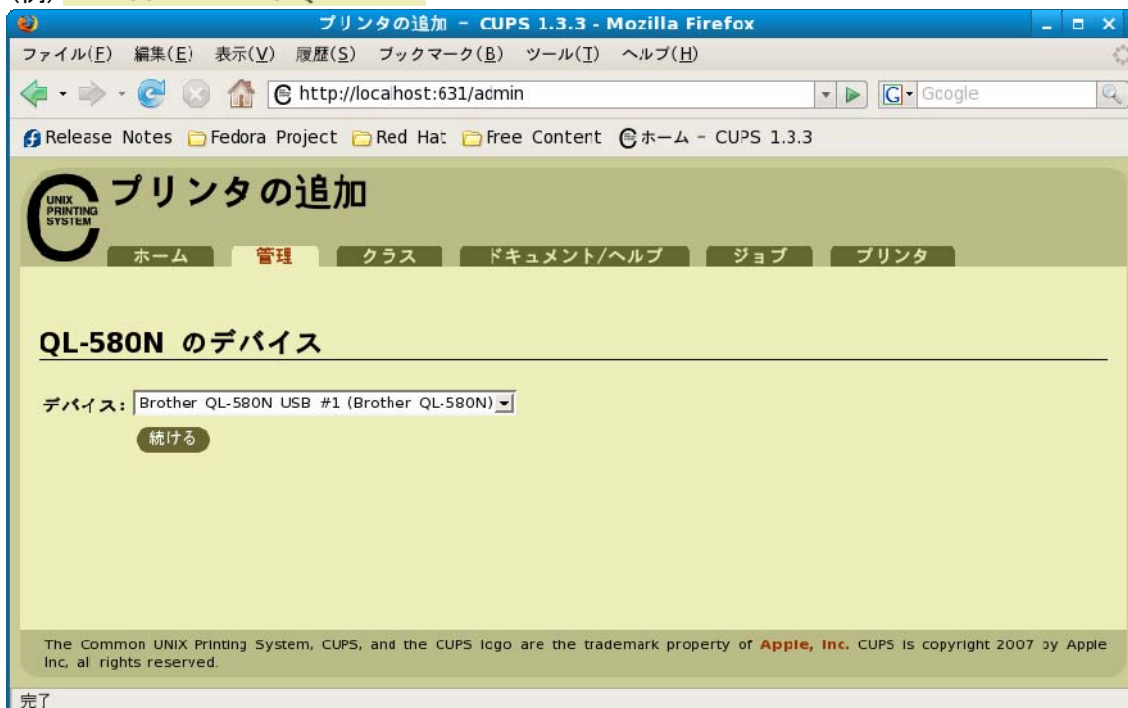 (例)
プリンタの追加 - CUPS 1.3.3 - Mozilla Firefox
ファイル(F) 編集(E) 表示(V) 履歴(S) ブックマーク(B) ツール(T) ヘルプ(H)
http://localhost:631/admin
Google
Release Notes Fedora Project Red Hat Free Content ホーム - CUPS 1.3.3
UNIX PRINTING SYSTEM
プリンタの追加
ホーム 管理 クラス ドキュメント/ヘルプ ジョブ プリンタ
QL-580N のデバイス
デバイス: Brother QL-580N USB #1 (Brother QL-580N)
続ける
The Common UNIX Printing System, CUPS, and the CUPS logo are the trademark property of Apple, Inc. CUPS is copyright 2007 by Apple
Inc, all rights reserved.
完了